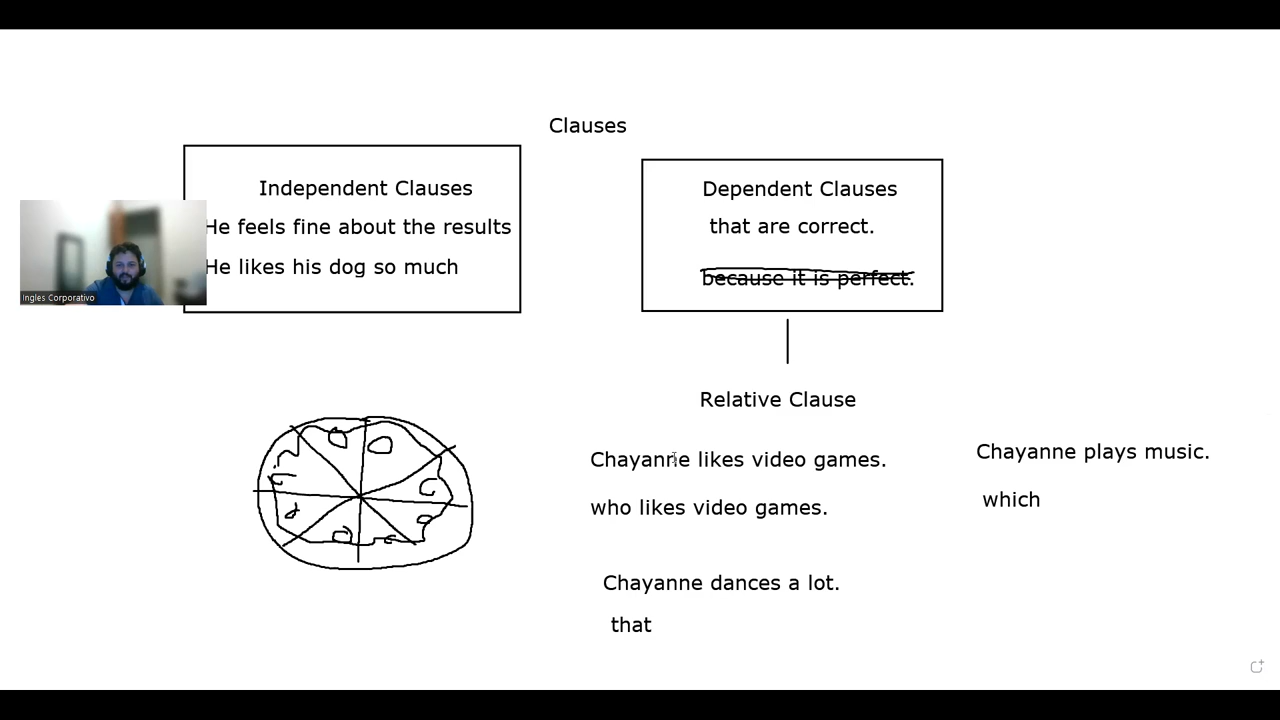 Clauses
Independent Clauses
He feels fine about the results
He likes his dog so much
Ingles Corporativo
Dependent Clauses
that are correct.
because it is perfect.
Relative Clause
Chayanne likes video games.
who likes video games.
Chayanne plays music.
which
Chayanne dances a lot.
that